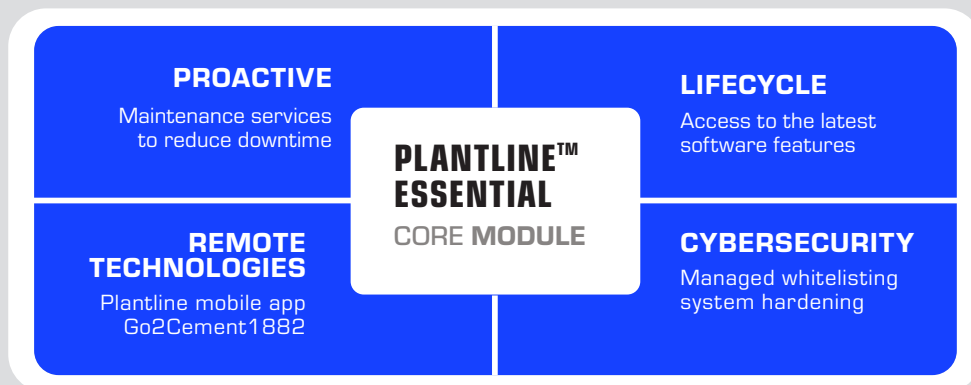 PROACTIVE
Maintenance services
to reduce downtime
LIFECYCLE
Access to the latest
software features
PLANTLINE™
ESSENTIAL
CORE MODULE
REMOTE
TECHNOLOGIES
Plantline mobile app
Go2Cement1882
CYBERSECURITY
Managed whitelisting
system hardening